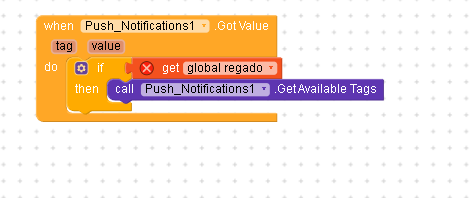 when Push_Notifications1 .Got Value
tag value
do if get global regado
then call Push_Notifications1 .GetAvailable Tags